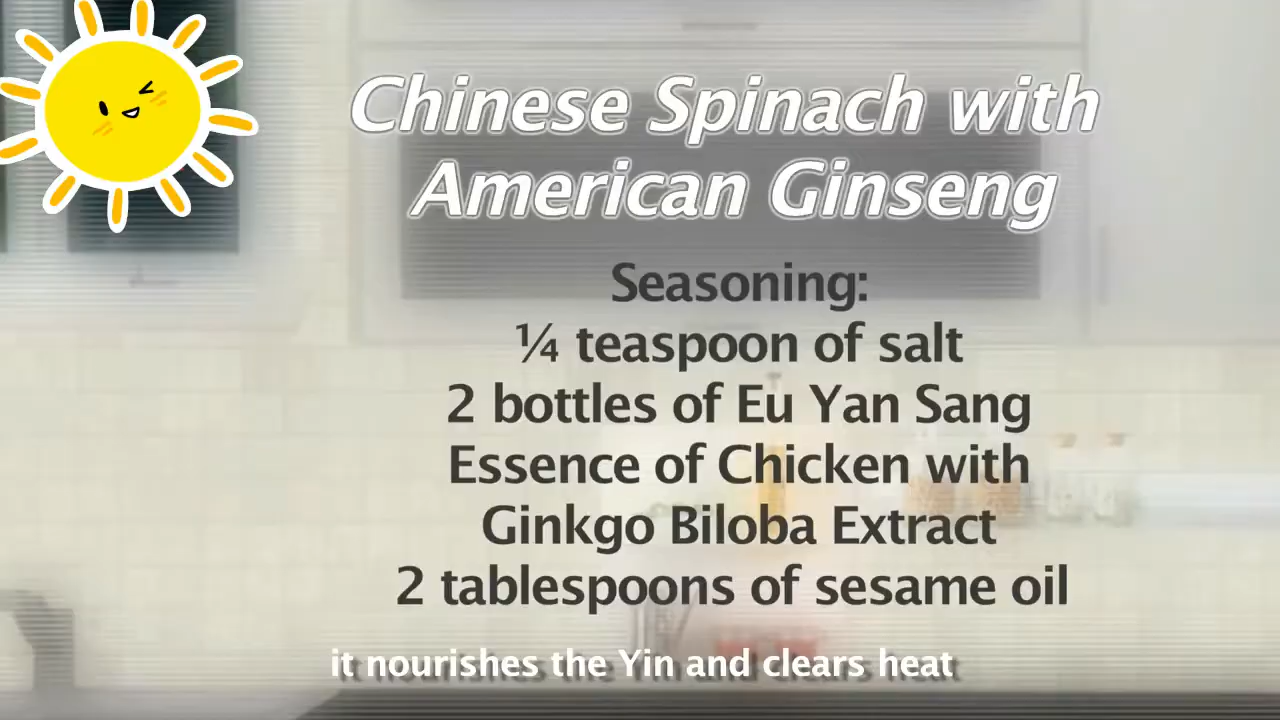 Chinese Spinach with
American Ginseng
Seasoning:
¼ teaspoon of salt
2 bottles of Eu Yan Sang
Essence of Chicken with
Ginkgo Biloba Extract
2 tablespoons of sesame oil
it nourishes the Yin and clears heat